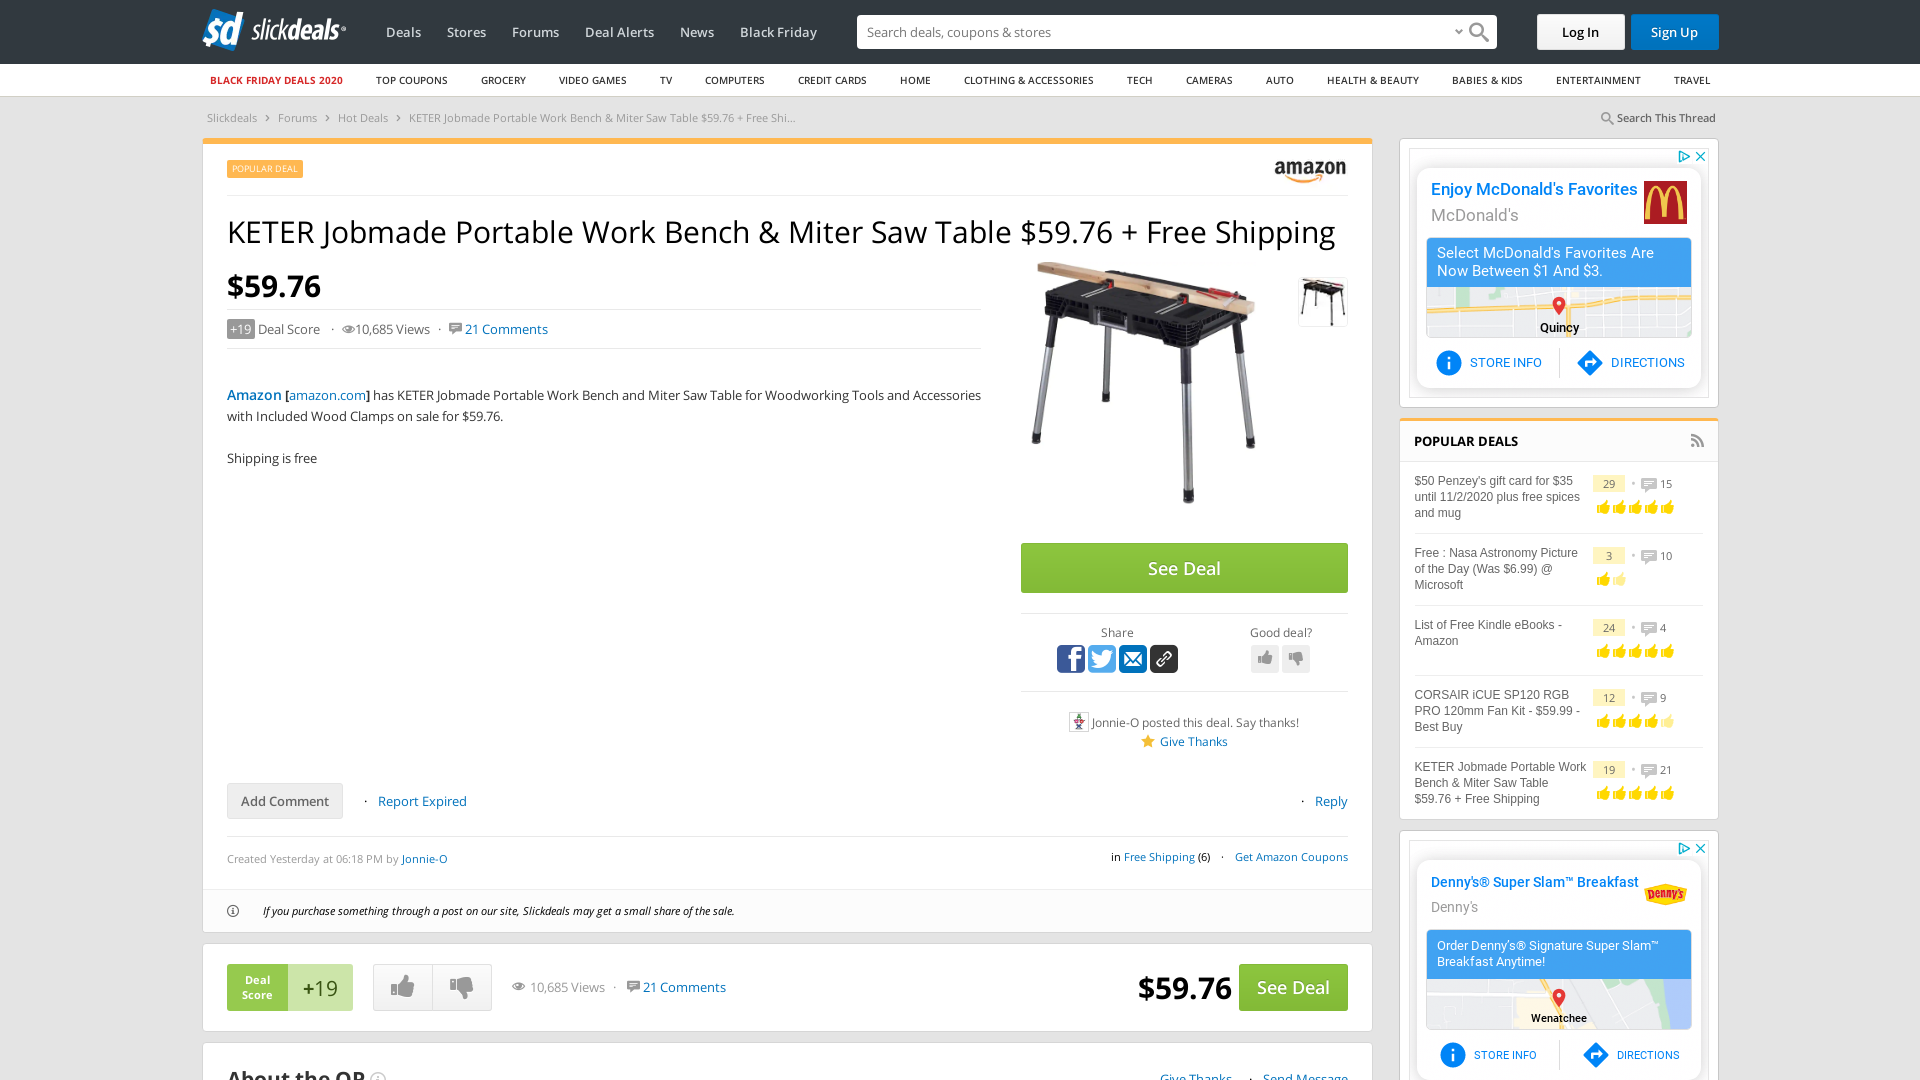 sd slickdeals
Deals Stores Forums Deal Alerts News Black Friday Search deals, coupons & stores Log In Sign Up
BLACK FRIDAY DEALS 2020 TOP COUPONS GROCERY VIDEO GAMES TV COMPUTERS CREDIT CARDS HOME CLOTHING & ACCESSORIES TECH CAMERAS AUTO HEALTH & BEAUTY BABIES & KIDS ENTERTAINMENT TRAVEL
Slickdeals > Forums > Hot Deals > KETER Jobmade Portable Work Bench & Miter Saw Table $59.76 + Free Shi... Search This Thread
POPULAR DEAL amazon
KETER Jobmade Portable Work Bench & Miter Saw Table $59.76 + Free Shipping
$59.76
+19 Deal Score · 10,685 Views · 21 Comments
Amazon [amazon.com] has KETER Jobmade Portable Work Bench and Miter Saw Table for Woodworking Tools and Accessories
with Included Wood Clamps on sale for $59.76.
Shipping is free
See Deal
Share Good deal?
Jonnie-O posted this deal. Say thanks!
Give Thanks
Add Comment · Report Expired · Reply
Created Yesterday at 06:18 PM by Jonnie-O in Free Shipping (6) · Get Amazon Coupons
If you purchase something through a post on our site, Slickdeals may get a small share of the sale.
Deal
Score
+19
10,685 Views · 21 Comments $59.76 See Deal
About the OP Give Thanks · Send Message
Enjoy McDonald's Favorites
McDonald's
Select McDonald's Favorites Are
Now Between $1 And $3.
Quincy
STORE INFO DIRECTIONS
POPULAR DEALS
$50 Penzey's gift card for $35
until 11/2/2020 plus free spices
and mug
29 • 15
Free : Nasa Astronomy Picture
of the Day (Was $6.99) @
Microsoft
3 • 10
List of Free Kindle eBooks -
Amazon
24 • 4
CORSAIR iCUE SP120 RGB
PRO 120mm Fan Kit - $59.99 -
Best Buy
12 • 9
KETER Jobmade Portable Work
Bench & Miter Saw Table
$59.76 + Free Shipping
19 • 21
Denny's® Super Slam™ Breakfast
Denny's
Denny's
Order Denny's® Signature Super Slam™
Breakfast Anytime!
Wenatchee
STORE INFO DIRECTIONS